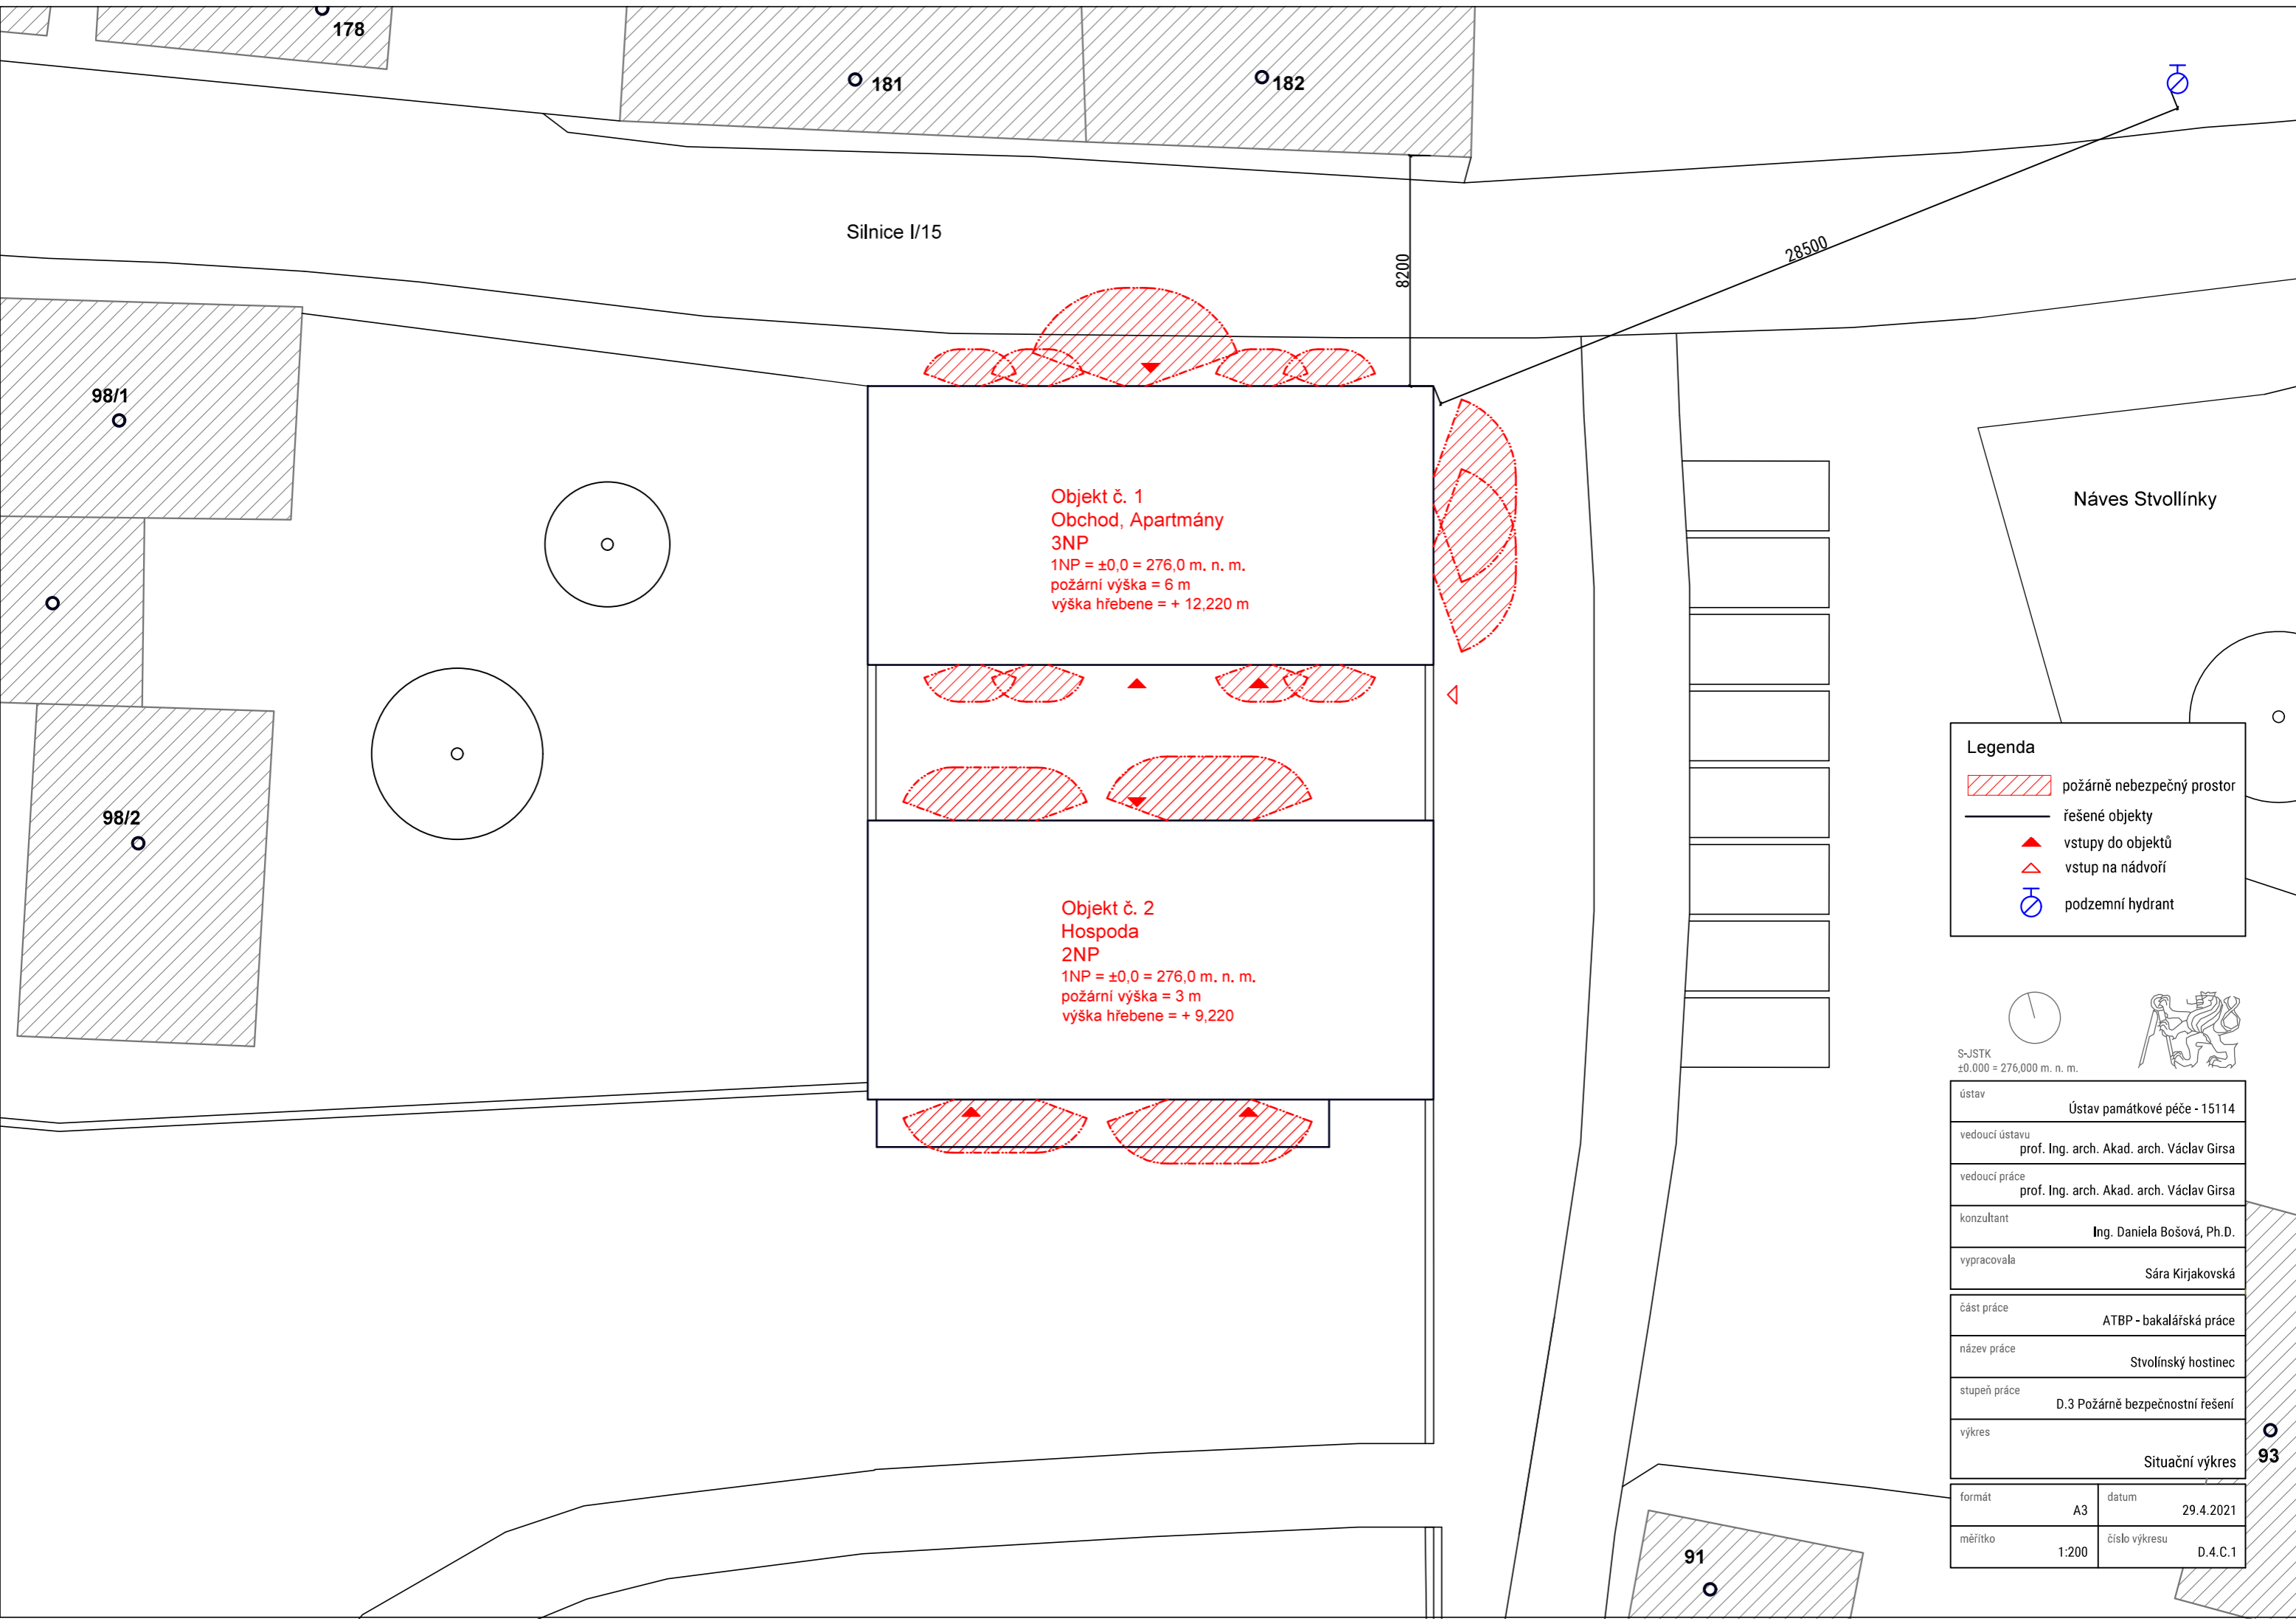 178
181
182
Silnice I/15
8200
28500
98/1
Objekt č. 1
Obchod, Apartmány
3NP
1NP = ±0,0 = 276,0 m. n. m.
požární výška = 6 m
výška hřebene = + 12,220 m
Náves Stvollínky
98/2
Objekt č. 2
Hospoda
2NP
1NP = ±0,0 = 276,0 m. n. m.
požární výška = 3 m
výška hřebene = + 9,220
Legenda
požárně nebezpečný prostor
řešené objekty
vstupy do objektů
vstup na nádvoří
podzemní hydrant
S-JSTK
±0.000 = 276,000 m. n. m.
ústav
Ústav památkové péče - 15114
vedoucí ústavu
prof. Ing. arch. Akad. arch. Václav Girsa
vedoucí práce
prof. Ing. arch. Akad. arch. Václav Girsa
konzultant
Ing. Daniela Bošová, Ph.D.
vypracovala
Sára Kirjakovská
část práce
ATBP - bakalářská práce
název práce
Stvolínský hostinec
stupeň práce
D.3 Požárně bezpečnostní řešení
výkres
Situační výkres
formát
A3
datum
29.4.2021
měřítko
1:200
číslo výkresu
D.4.C.1
93
91